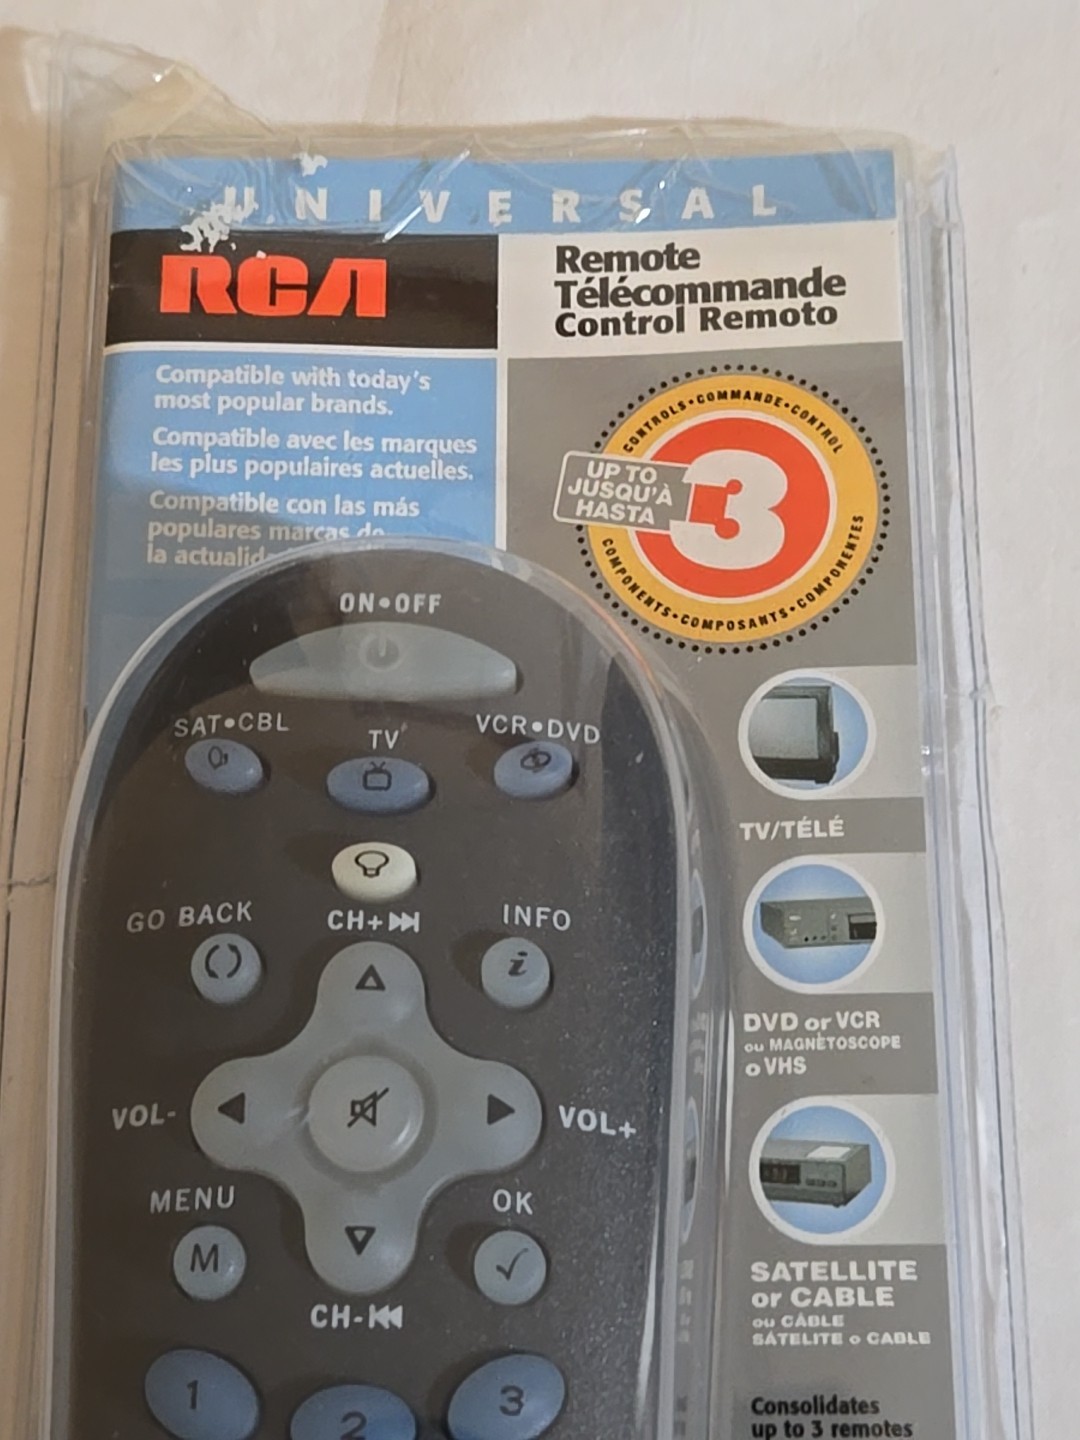 UNIVERSAL
RCA
Remote
Télécommande
Control Remoto
Compatible with today's
most popular brands.
Compatible avec les marques
les plus populaires actuelles.
Compatible con las más
populares marcas de
la
CONTROLS•COMMANDE•CONTROL
UP TO
JUSQU'À
HASTA
3
COMPONENTS•COMPOSANTS•COMPONENTES
ON•OFF
SAT•CBL
TV
VCR•DVD
TV/TÉLÉ
GO BACK
CH+
INFO
i
DVD or VCR
ou MAGNÉTOSCOPE
o VHS
VOL-
VOL+
MENU
OK
M
CH-
SATELLITE
or CABLE
ou CÂBLE
SATÉLITE o CABLE
1
2
3
Consolidates
up to 3 remotes